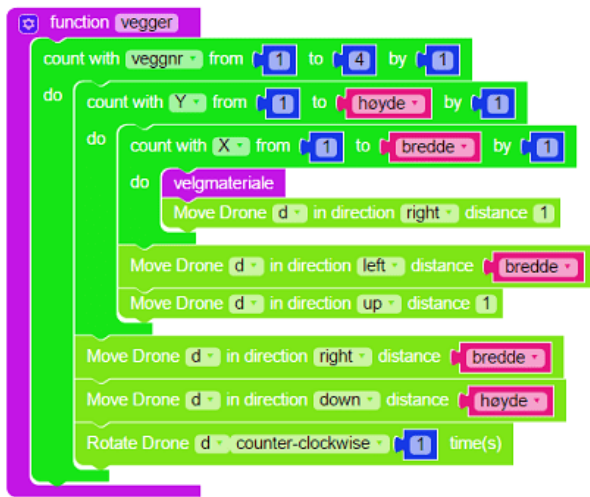 function vegger
count with veggnr from 1 to 4 by 1
do count with Y from 1 to høyde by 1
do count with X from 1 to bredde by 1
do velgmateriale
Move Drone d in direction right distance 1
Move Drone d in direction left distance bredde
Move Drone d in direction up distance 1
Move Drone d in direction right distance bredde
Move Drone d in direction down distance høyde
Rotate Drone d counter-clockwise 1 time(s)